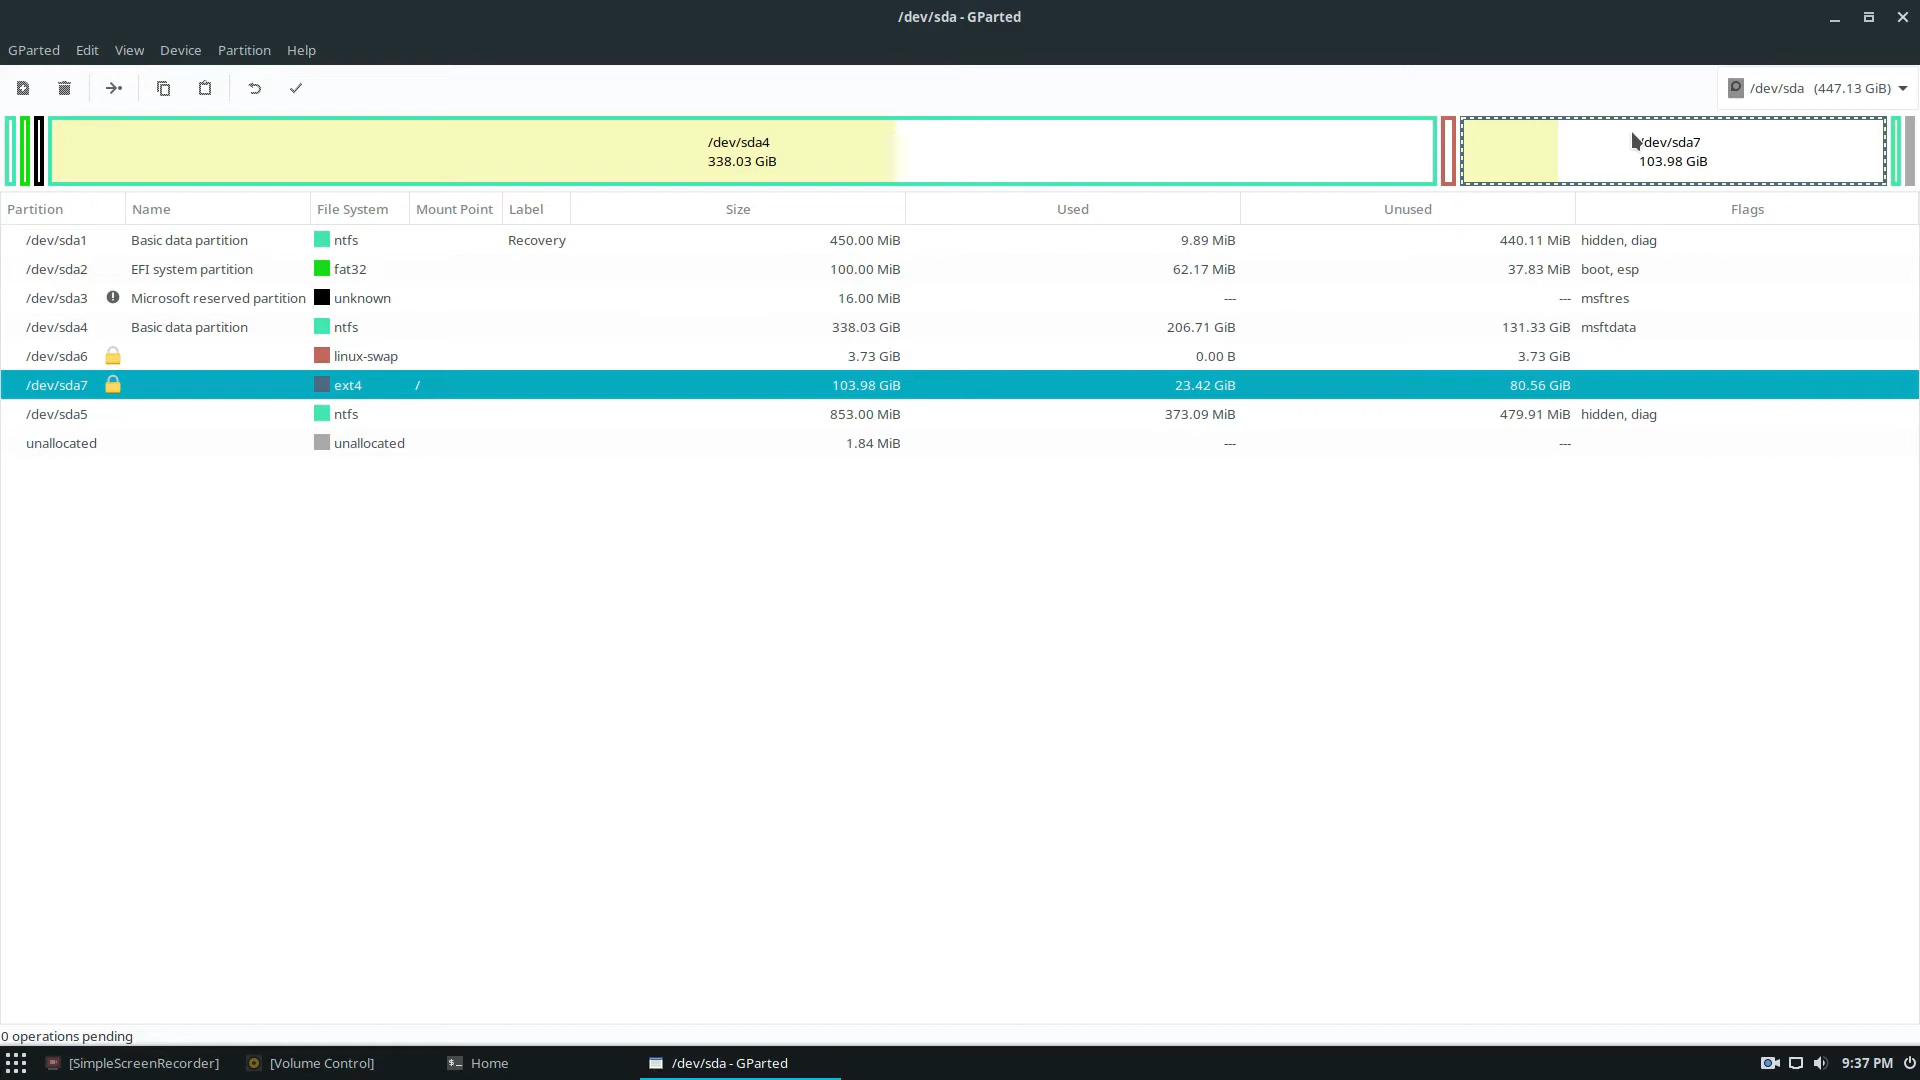 /dev/sda - GParted
GParted Edit View Device Partition Help
/dev/sda (447.13 GiB)
/dev/sda4
338.03 GiB
/dev/sda7
103.98 GiB
Partition Name File System Mount Point Label Size Used Unused Flags
/dev/sda1 Basic data partition ntfs Recovery 450.00 MiB 9.89 MiB 440.11 MiB hidden, diag
/dev/sda2 EFI system partition fat32 100.00 MiB 62.17 MiB 37.83 MiB boot, esp
/dev/sda3 Microsoft reserved partition unknown 16.00 MiB --- --- msftres
/dev/sda4 Basic data partition ntfs 338.03 GiB 206.71 GiB 131.33 GiB msftdata
/dev/sda6 linux-swap 3.73 GiB 0.00 B 3.73 GiB
/dev/sda7 ext4 / 103.98 GiB 23.42 GiB 80.56 GiB
/dev/sda5 ntfs 853.00 MiB 373.09 MiB 479.91 MiB hidden, diag
unallocated unallocated 1.84 MiB --- ---
0 operations pending
[SimpleScreenRecorder] [Volume Control] Home /dev/sda - GParted 9:37 PM